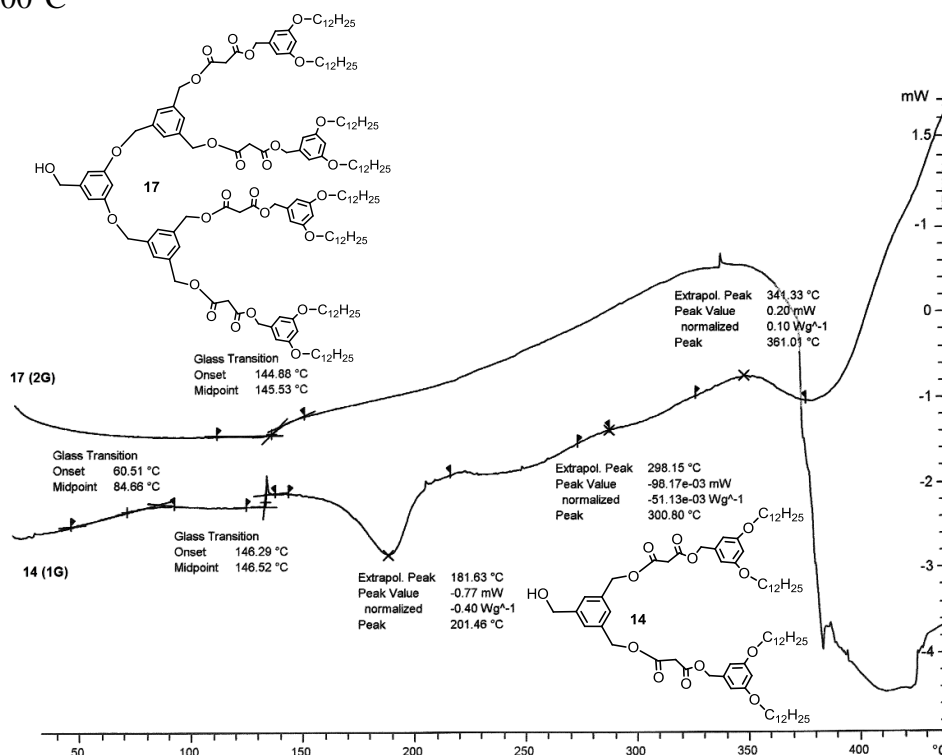 00°C
O–C₁₂H₂₅
O O
O O
O–C₁₂H₂₅
O–C₁₂H₂₅
O O O
O O
O–C₁₂H₂₅
HO
17
O–C₁₂H₂₅
O O
O O
O–C₁₂H₂₅
O
O O
O O
O–C₁₂H₂₅
O–C₁₂H₂₅
mW
1.5
-1
0
-1
-2
-3
-4
Extrapol. Peak 341.33 °C
Peak Value 0.20 mW
normalized 0.10 Wg^-1
Peak 361.01 °C
17 (2G)
Glass Transition
Onset 144.88 °C
Midpoint 145.53 °C
Glass Transition
Onset 60.51 °C
Midpoint 84.66 °C
Glass Transition
Onset 146.29 °C
Midpoint 146.52 °C
14 (1G)
Extrapol. Peak 181.63 °C
Peak Value -0.77 mW
normalized -0.40 Wg^-1
Peak 201.46 °C
Extrapol. Peak 298.15 °C
Peak Value -98.17e-03 mW
normalized -51.13e-03 Wg^-1
Peak 300.80 °C
O–C₁₂H₂₅
O O
O O
O–C₁₂H₂₅
HO
14
O–C₁₂H₂₅
O O
O O
O–C₁₂H₂₅
50 100 150 200 250 300 350 400